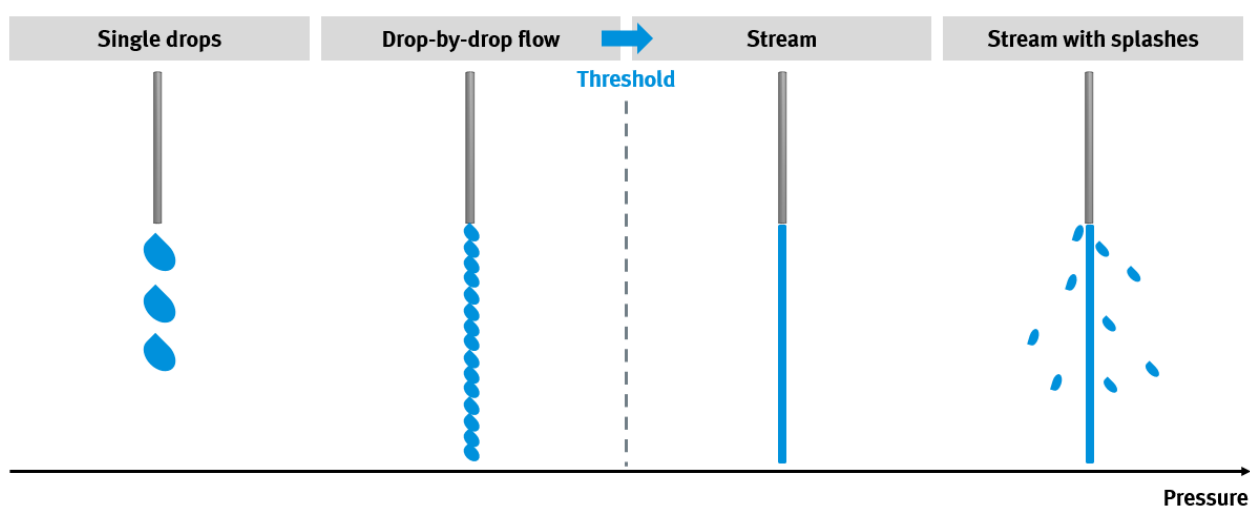 Single drops
Drop-by-drop flow
Stream
Stream with splashes
Threshold
Pressure